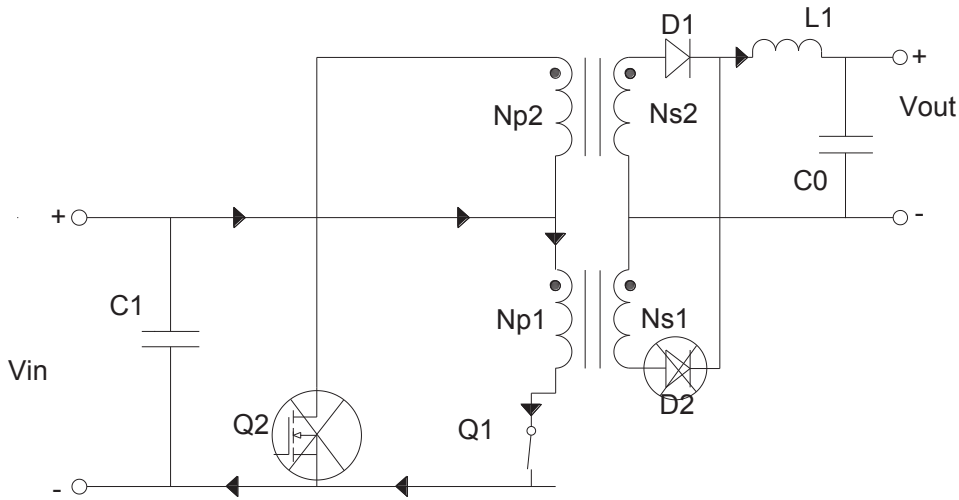 D1
L1
+
Np2
Ns2
Vout
C0
+
-
C1
Np1
Ns1
Vin
D2
Q2
Q1
-